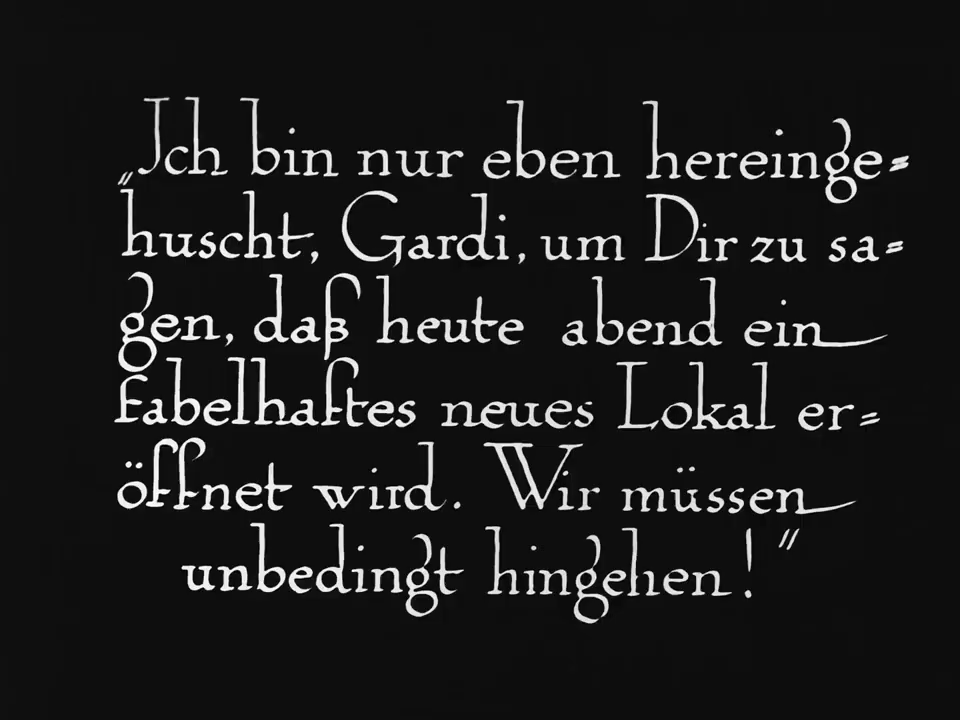 „Ich bin nur eben hereinge=
huscht, Gardi, um Dir zu sa=
gen, daß heute abend ein
fabelhaftes neues Lokal er=
öffnet wird. Wir müssen
unbedingt hingehen!"